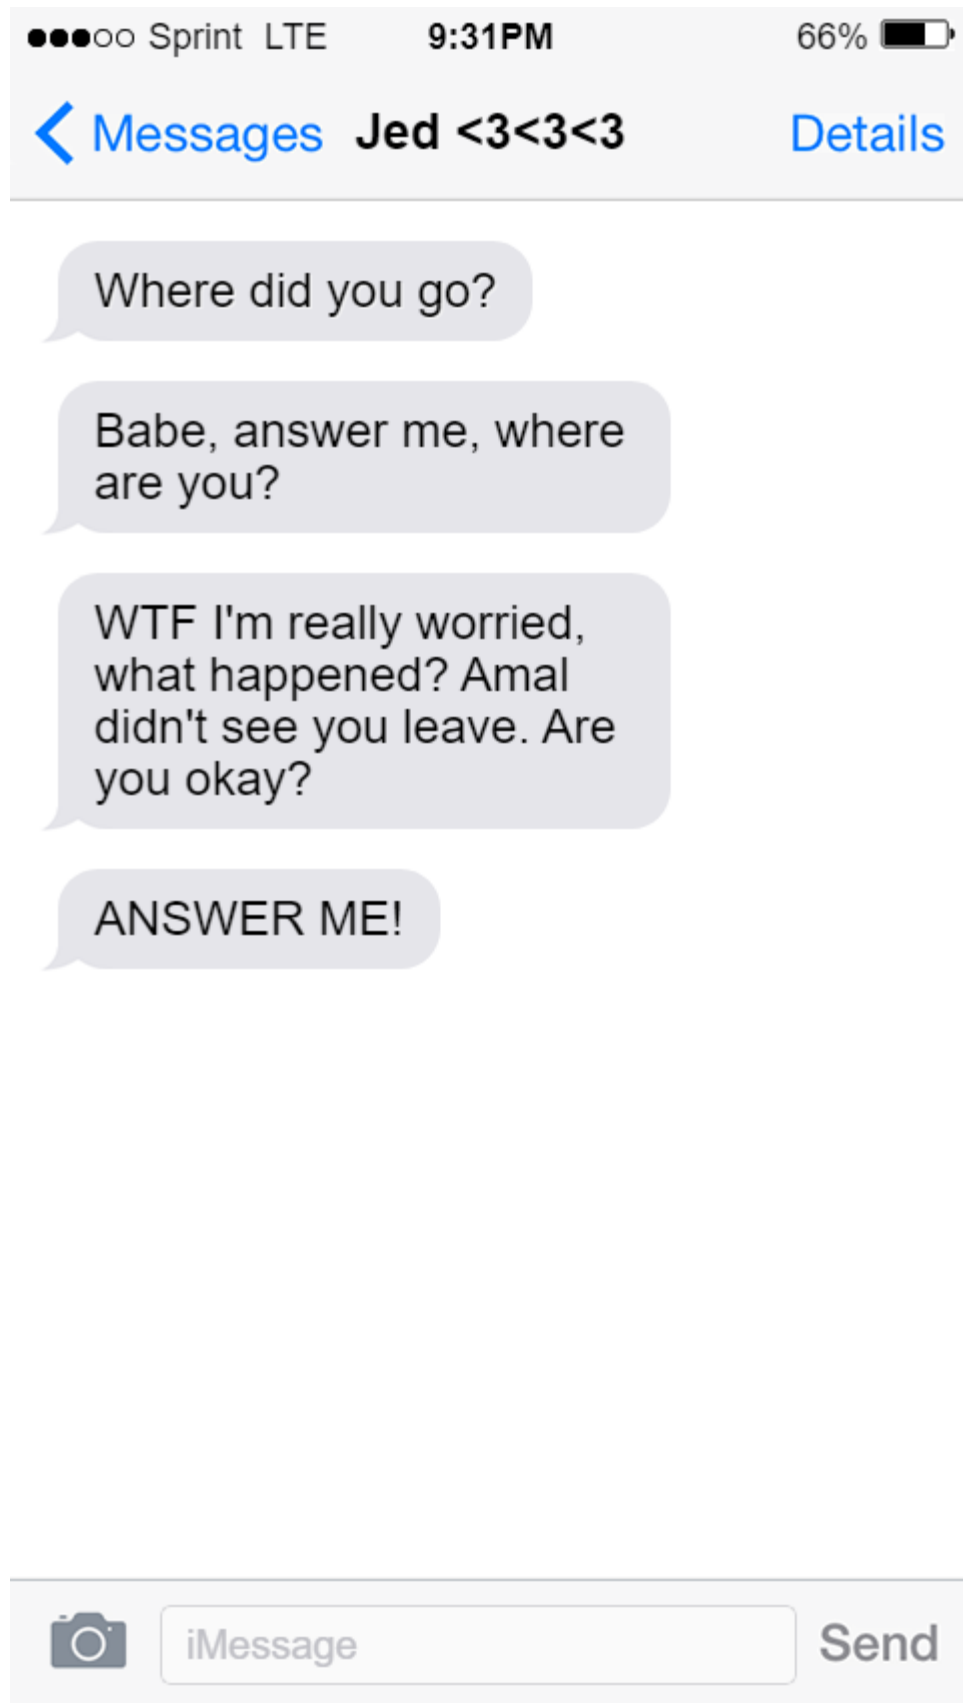 Sprint LTE 9:31PM 66%
Messages Jed <3<3<3 Details
Where did you go?
Babe, answer me, where
are you?
WTF I'm really worried,
what happened? Amal
didn't see you leave. Are
you okay?
ANSWER ME!
iMessage Send